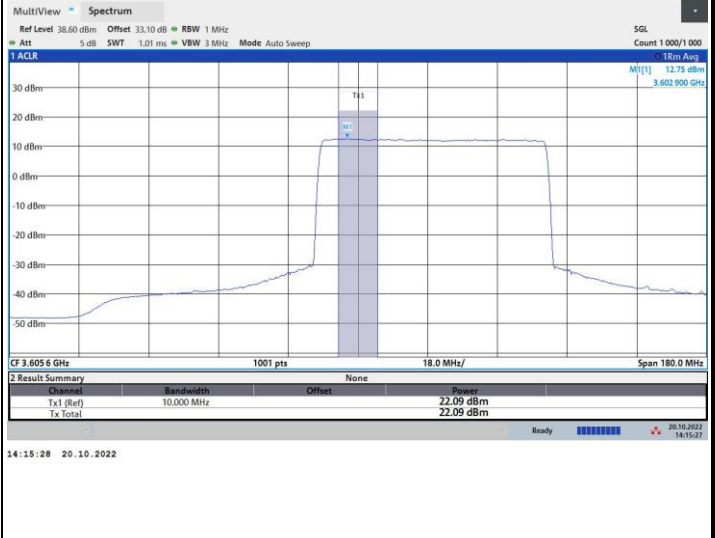 MultiView Spectrum
Ref Level 38.60 dBm Offset 33.10 dB RBW 1 MHz SGL
Att 5 dB SWT 1.01 ms VBW 3 MHz Mode Auto Sweep Count 1000/1000
1 ACLR 1Rm Avg
M1[1] 12.75 dBm
3.602 900 GHz
30 dBm
Tx1
20 dBm
M1
10 dBm
0 dBm
-10 dBm
-20 dBm
-30 dBm
-40 dBm
-50 dBm
CF 3.605 6 GHz 1001 pts 18.0 MHz/ Span 180.0 MHz
2 Result Summary None
Channel Bandwidth Offset Power
Tx1 (Ref) 10.000 MHz 22.09 dBm
Tx Total 22.09 dBm
Ready 20.10.2022
14:15:27
14:15:28 20.10.2022